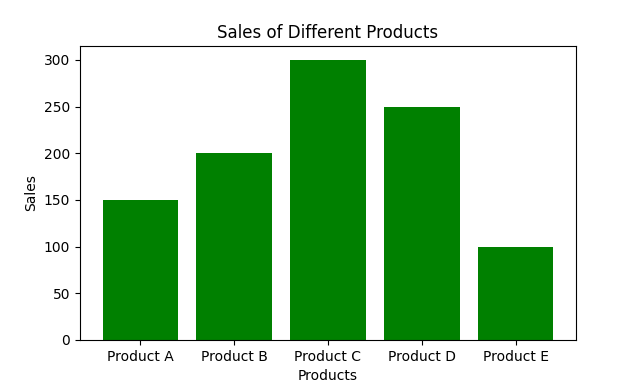 Sales of Different Products
300
250
200
150
100
50
0
Sales
Product A Product B Product C Product D Product E
Products